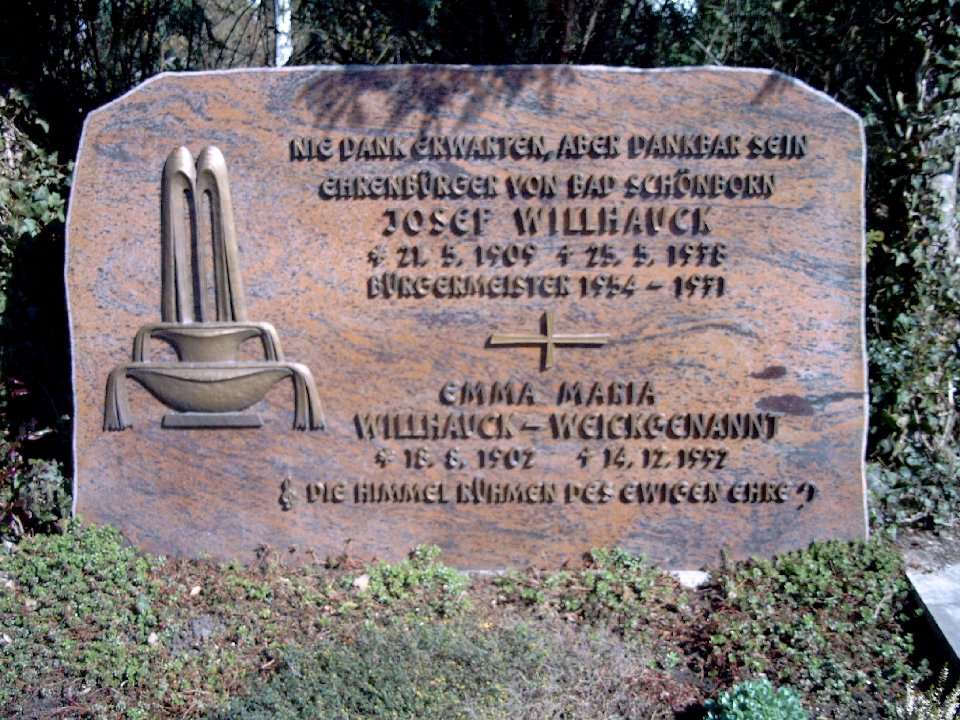 NIE DANK ERWARTEN, ABER DANKBAR SEIN
EHRENBÜRGER VON BAD SCHÖNBORN
JOSEF WILLHAUCK
21. 5. 1909 25. 5. 1978
BÜRGERMEISTER 1954 - 1971
EMMA MARIA
WILLHAUCK - WEICKGENANNT
18. 8. 1902 14. 12. 1992
DIE HIMMEL RÜHMEN DES EWIGEN EHRE